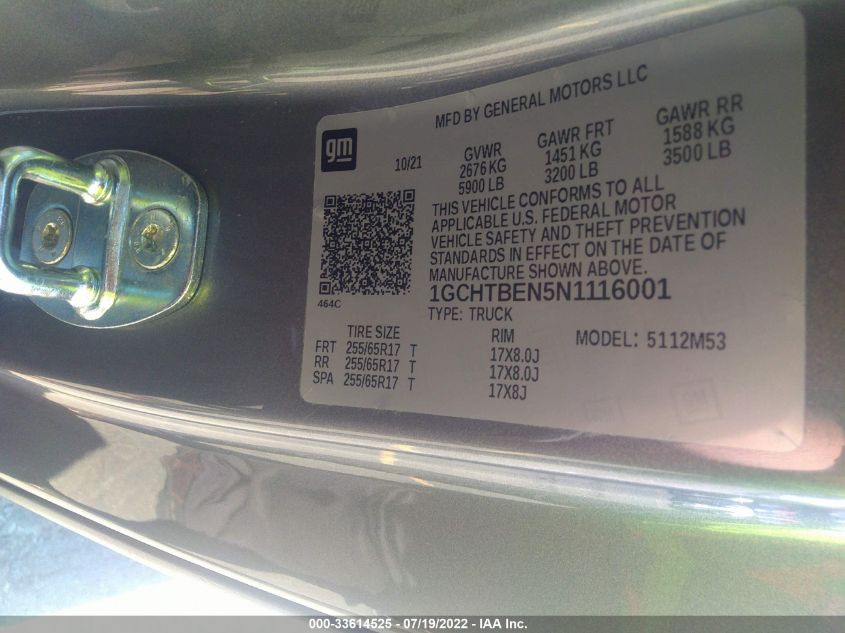 MFD BY GENERAL MOTORS LLC
gm
10/21
GVWR
2676 KG
5900 LB
GAWR FRT
1451 KG
3200 LB
GAWR RR
1588 KG
3500 LB
THIS VEHICLE CONFORMS TO ALL
APPLICABLE U.S. FEDERAL MOTOR
VEHICLE SAFETY AND THEFT PREVENTION
STANDARDS IN EFFECT ON THE DATE OF
MANUFACTURE SHOWN ABOVE.
464C
1GCHTBEN5N1116001
TYPE: TRUCK
TIRE SIZE
RIM
MODEL: 5112M53
FRT 255/65R17 T 17X8.0J
RR 255/65R17 T 17X8.0J
SPA 255/65R17 T 17X8J
GM
000-33614525 - 07/19/2022 - IAA Inc.